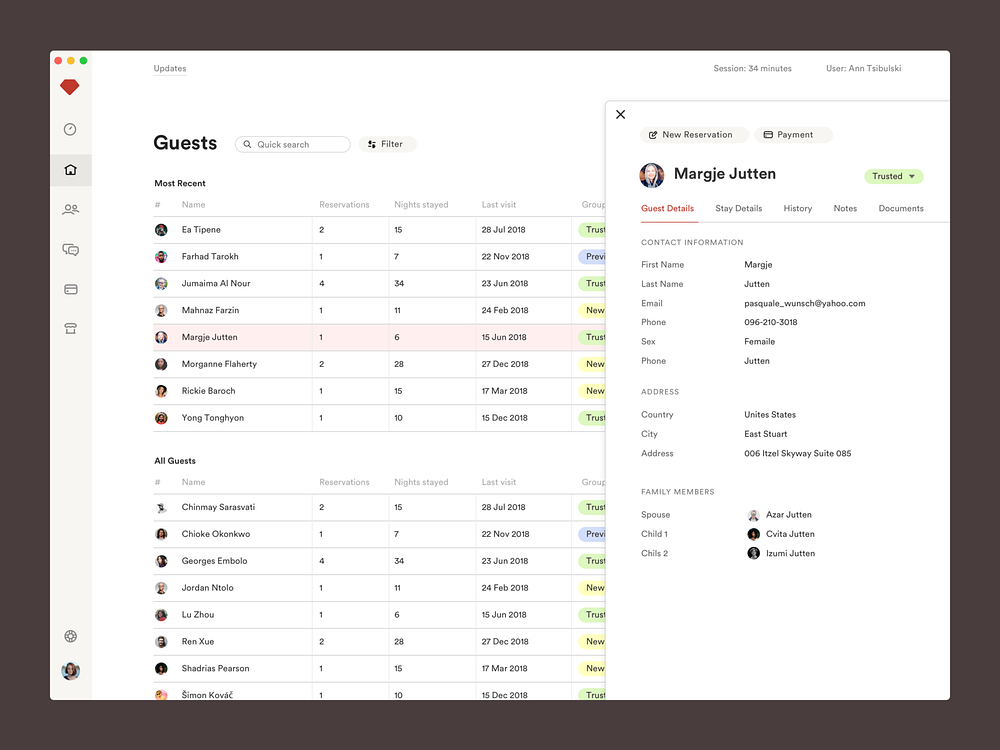 Updates
Session: 34 minutes
User: Ann Tsibulski
Guests
Quick search
Filter
Most Recent
# Name Reservations Nights stayed Last visit Group
Ea Tipene 2 15 28 Jul 2018 Trust
Farhad Tarokh 1 7 22 Nov 2018 Previ
Jumaima Al Nour 4 34 23 Jun 2018 Trust
Mahnaz Farzin 1 11 24 Feb 2018 New
Margje Jutten 1 6 15 Jun 2018 Trust
Morganne Flaherty 2 28 27 Dec 2018 New
Rickie Baroch 1 15 17 Mar 2018 New
Yong Tonghyon 1 10 15 Dec 2018 Trust
All Guests
# Name Reservations Nights stayed Last visit Group
Chinmay Sarasvati 2 15 28 Jul 2018 Trust
Chioke Okonkwo 1 7 22 Nov 2018 Previ
Georges Embolo 4 34 23 Jun 2018 Trust
Jordan Ntolo 1 11 24 Feb 2018 New
Lu Zhou 1 6 15 Jun 2018 Trust
Ren Xue 2 28 27 Dec 2018 New
Shadrias Pearson 1 15 17 Mar 2018 New
Šimon Kováč 1 10 15 Dec 2018 Trust
New Reservation
Payment
Margje Jutten
Trusted
Guest Details Stay Details History Notes Documents
CONTACT INFORMATION
First Name Margje
Last Name Jutten
Email pasquale_wunsch@yahoo.com
Phone 096-210-3018
Sex Femaile
Phone Jutten
ADDRESS
Country Unites States
City East Stuart
Address 006 Itzel Skyway Suite 085
FAMILY MEMBERS
Spouse Azar Jutten
Child 1 Cvita Jutten
Chils 2 Izumi Jutten